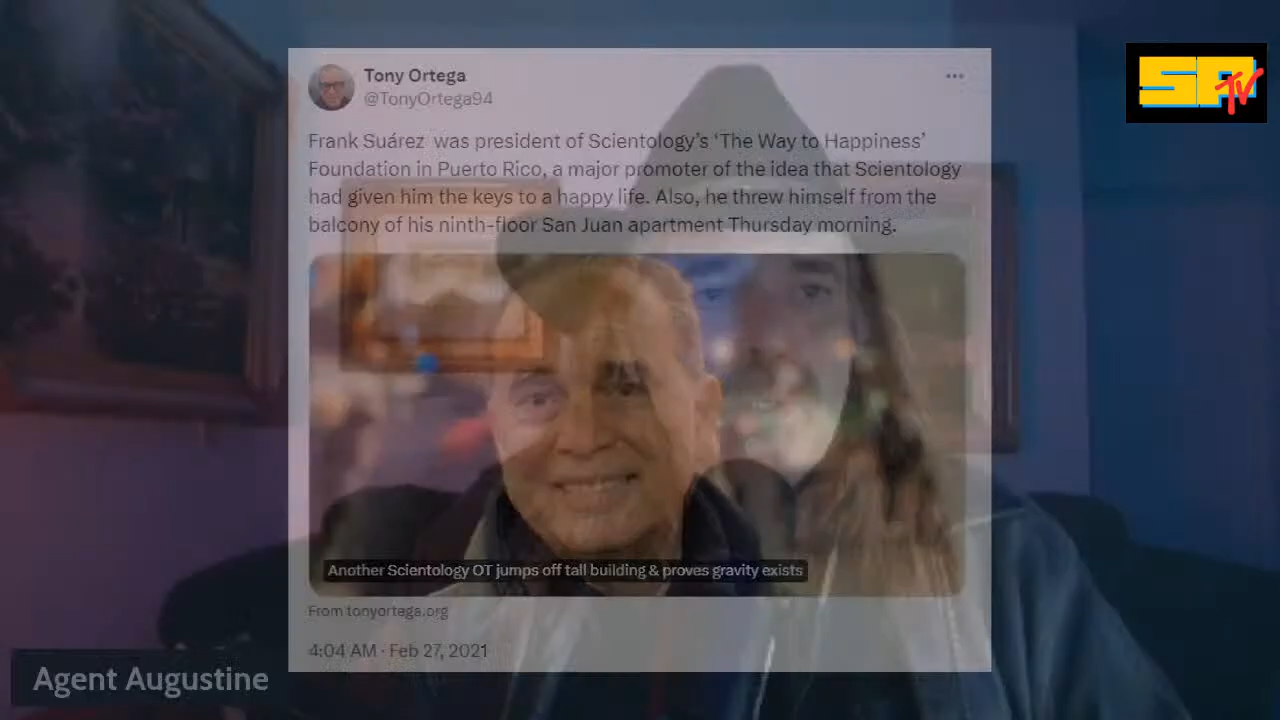 Tony Ortega
@TonyOrtega94
Frank Suárez was president of Scientology's 'The Way to Happiness'
Foundation in Puerto Rico, a major promoter of the idea that Scientology
had given him the keys to a happy life. Also, he threw himself from the
balcony of his ninth-floor San Juan apartment Thursday morning.
Another Scientology OT jumps off tall building & proves gravity exists
From tonyortega.org
4:04 AM · Feb 27, 2021
SPTV
Agent Augustine